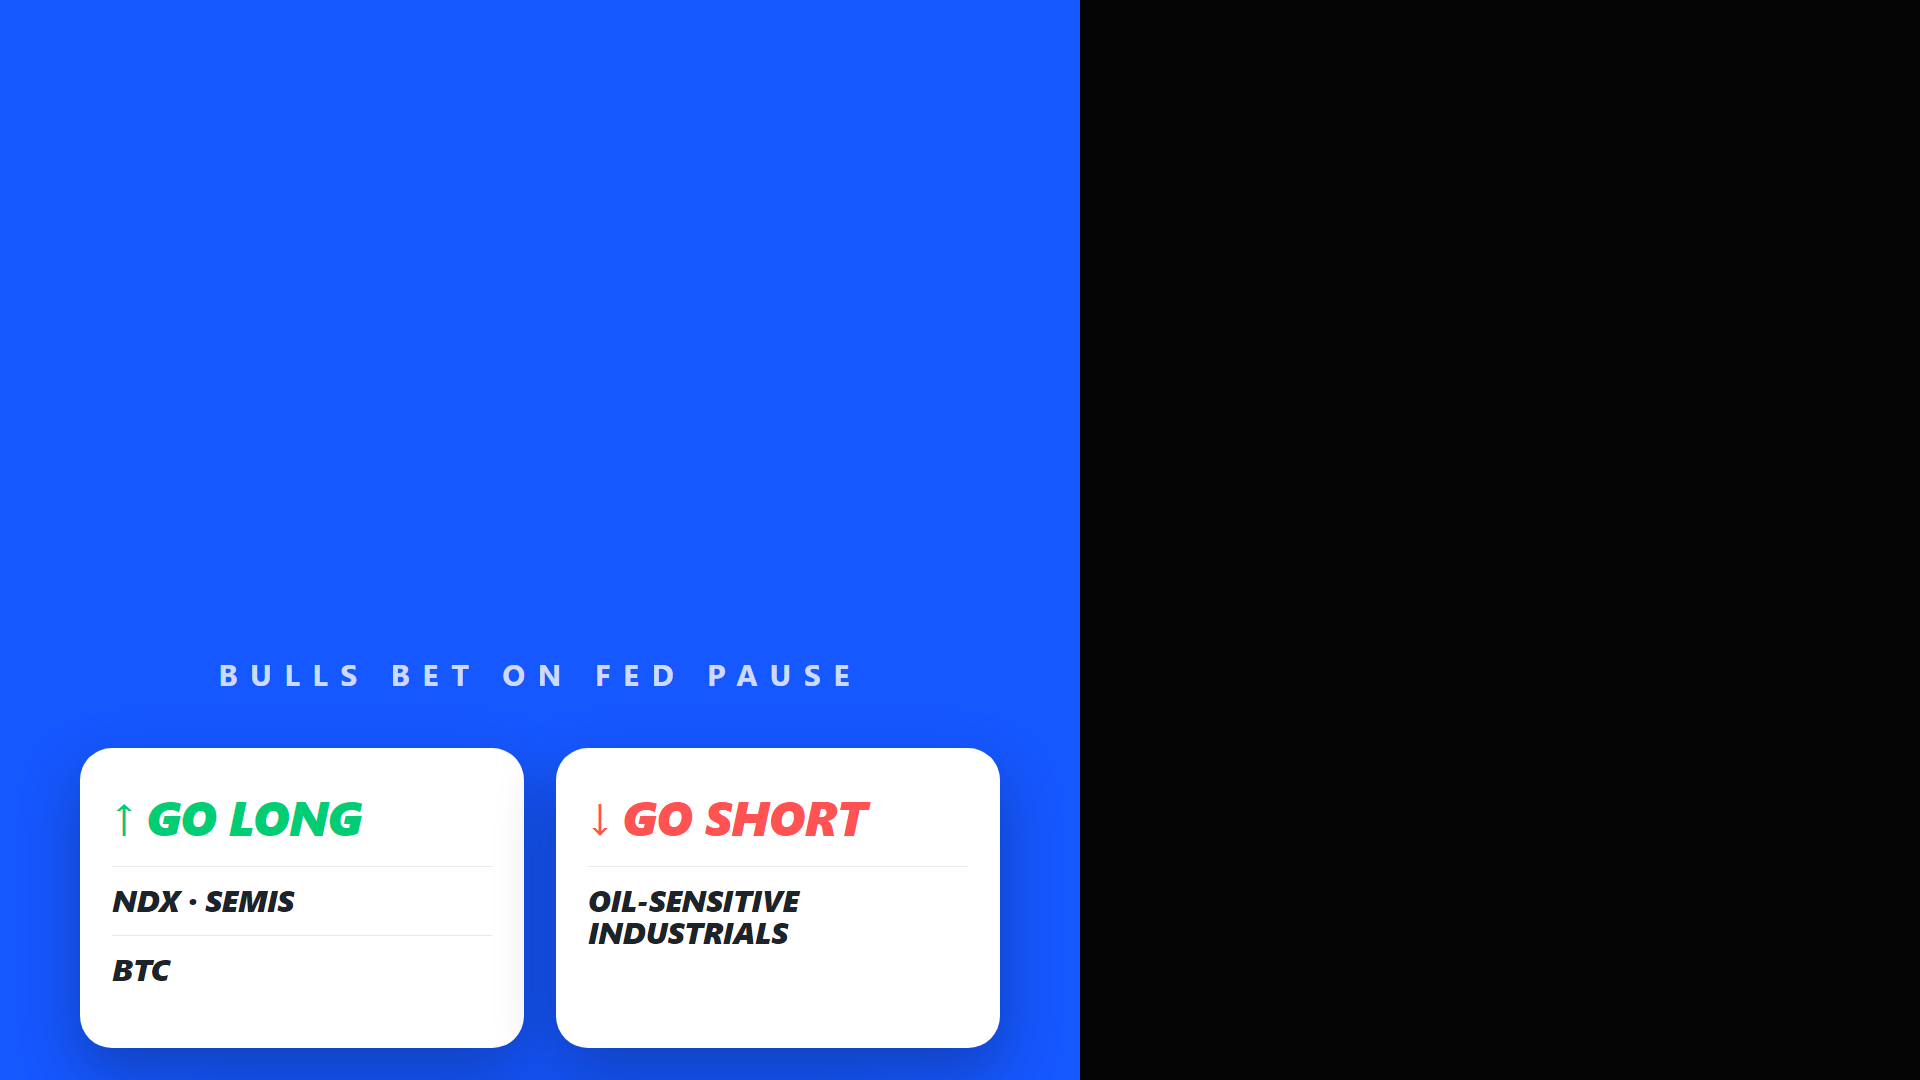 BULLS BET ON FED PAUSE
↑ GO LONG
NDX · SEMIS
BTC
↓ GO SHORT
OIL-SENSITIVE
INDUSTRIALS